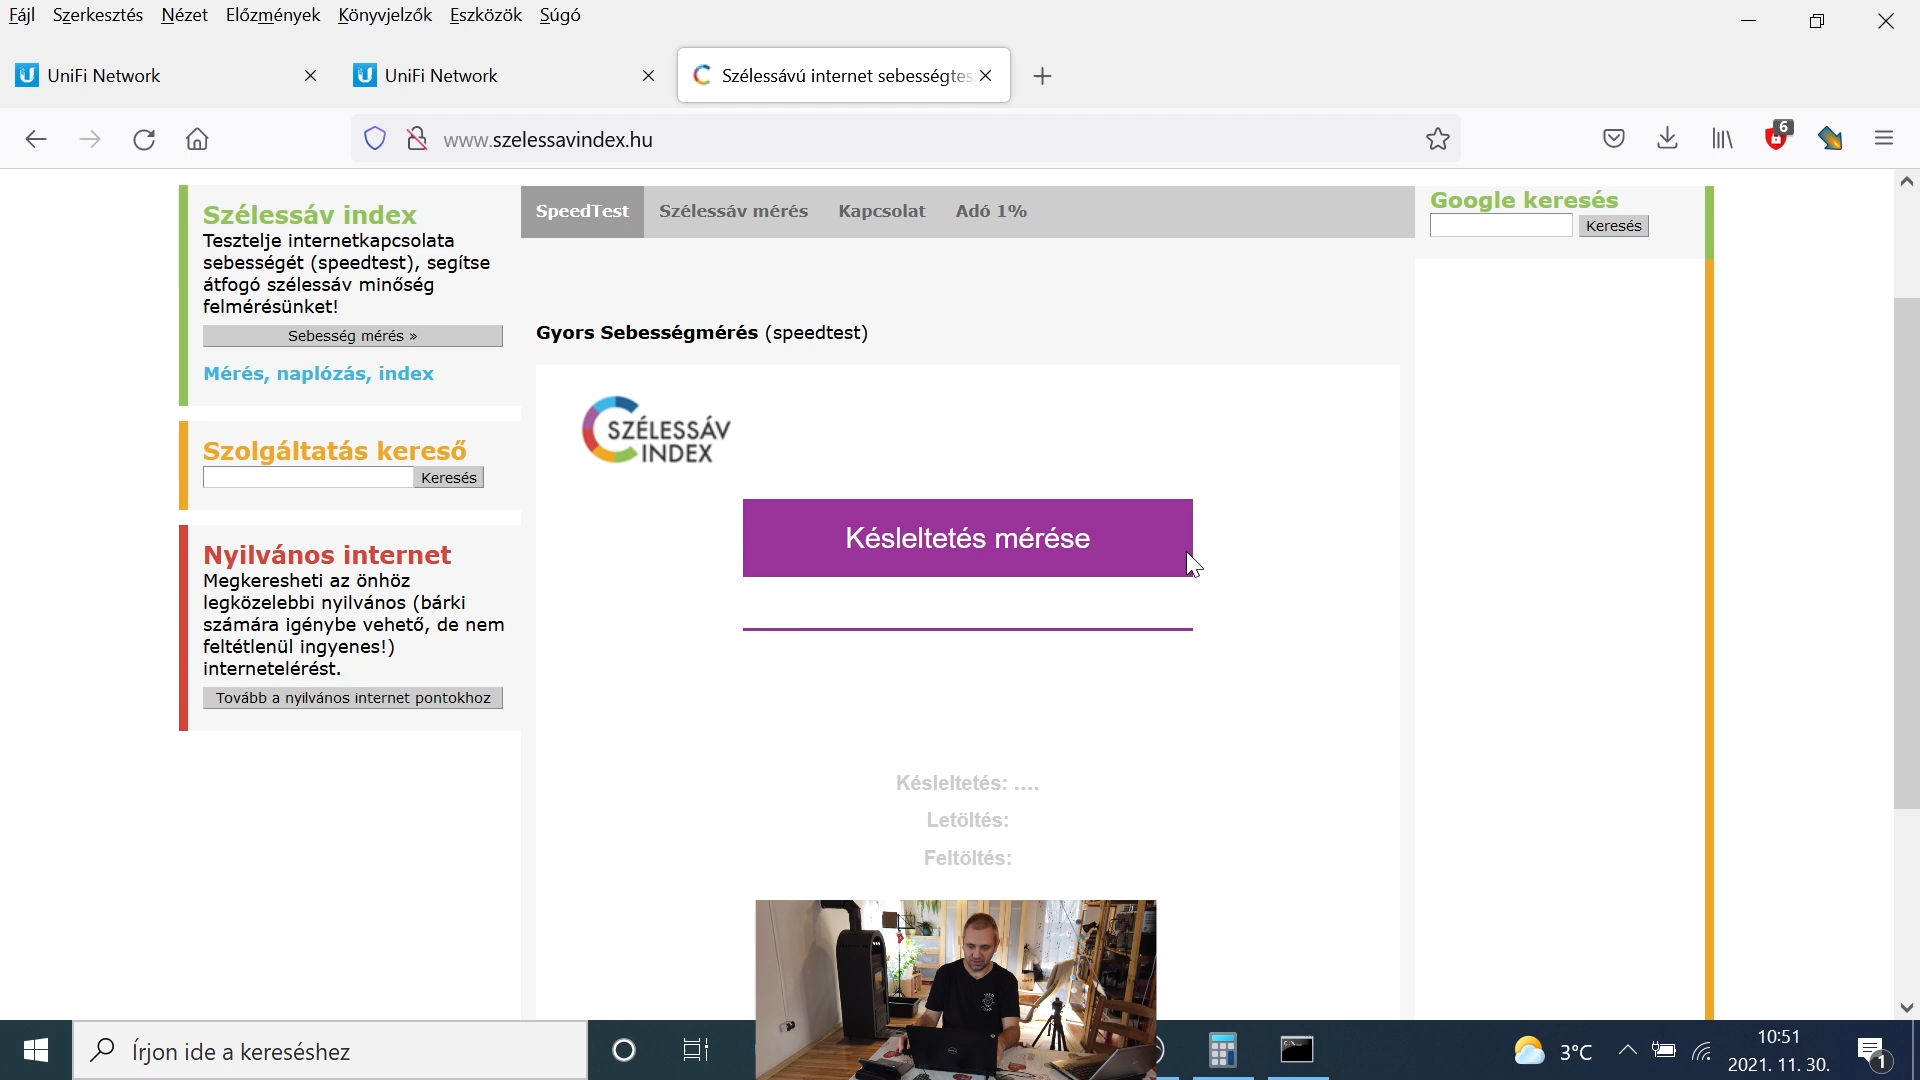 Fájl Szerkesztés Nézet Előzmények Könyvjelzők Eszközök Súgó
UniFi Network
UniFi Network
Szélessávú internet sebességtes
www.szelessavindex.hu
6
Szélessáv index
Tesztelje internetkapcsolata
sebességét (speedtest), segítse
átfogó szélessáv minőség
felmérésünket!
Sebesség mérés »
Mérés, naplózás, index
Szolgáltatás kereső
Keresés
Nyilvános internet
Megkeresheti az önhöz
legközelebbi nyilvános (bárki
számára igénybe vehető, de nem
feltétlenül ingyenes!)
internetelérést.
Tovább a nyilvános internet pontokhoz
SpeedTest Szélessáv mérés Kapcsolat Adó 1%
Gyors Sebességmérés (speedtest)
SZÉLESSÁV
INDEX
Késleltetés mérése
Késleltetés: ....
Letöltés:
Feltöltés:
Google keresés
Keresés
Írjon ide a kereséshez
3°C
10:51
2021. 11. 30.
1